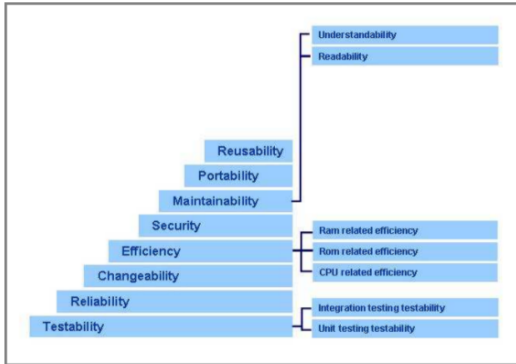 Understandability
Readability
Reusability
Portability
Maintainability
Security
Ram related efficiency
Efficiency
Rom related efficiency
Changeability
CPU related efficiency
Reliability
Integration testing testability
Testability
Unit testing testability